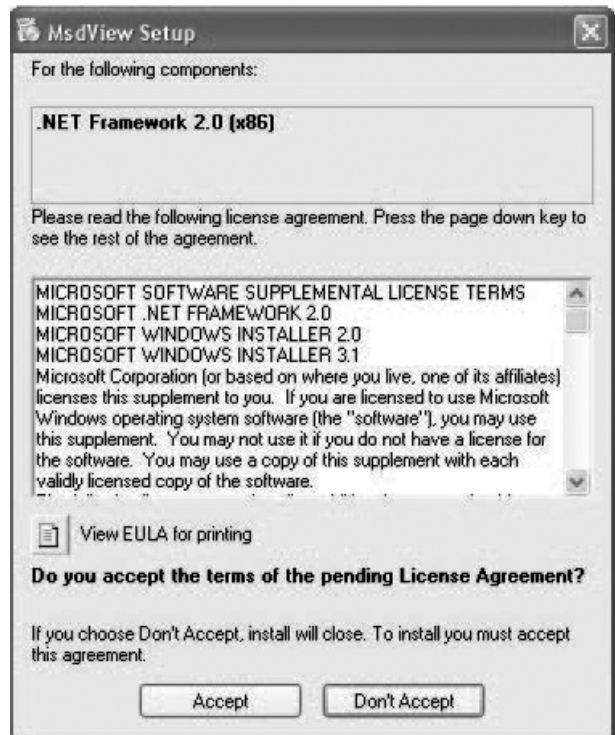 MsdView Setup
For the following components:
.NET Framework 2.0 (x86)
Please read the following license agreement. Press the page down key to
see the rest of the agreement.
MICROSOFT SOFTWARE SUPPLEMENTAL LICENSE TERMS
MICROSOFT .NET FRAMEWORK 2.0
MICROSOFT WINDOWS INSTALLER 2.0
MICROSOFT WINDOWS INSTALLER 3.1
Microsoft Corporation (or based on where you live, one of its affiliates)
licenses this supplement to you.  If you are licensed to use Microsoft
Windows operating system software (the "software"), you may use
this supplement.  You may not use it if you do not have a license for
the software.  You may use a copy of this supplement with each
validly licensed copy of the software.
View EULA for printing
Do you accept the terms of the pending License Agreement?
If you choose Don't Accept, install will close. To install you must accept
this agreement.
Accept
Don't Accept